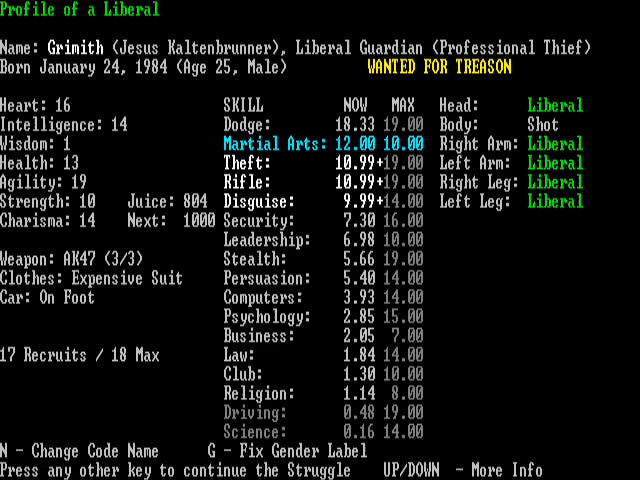 Profile of a Liberal
Name: Grimith (Jesus Kaltenbrunner), Liberal Guardian (Professional Thief)
Born January 24, 1984 (Age 25, Male) WANTED FOR TREASON
Heart: 16 SKILL NOW MAX Head: Liberal
Intelligence: 14 Dodge: 18.33 19.00 Body: Shot
Wisdom: 1 Martial Arts: 12.00 10.00 Right Arm: Liberal
Health: 13 Theft: 10.99+19.00 Left Arm: Liberal
Agility: 19 Rifle: 10.99+19.00 Right Leg: Liberal
Strength: 10 Juice: 804 Disguise: 9.99+14.00 Left Leg: Liberal
Charisma: 14 Next: 1000 Security: 7.30 16.00
Leadership: 6.98 10.00
Weapon: AK47 (3/3) Stealth: 5.66 19.00
Clothes: Expensive Suit Persuasion: 5.40 14.00
Car: On Foot Computers: 3.93 14.00
Psychology: 2.85 15.00
Business: 2.05 7.00
17 Recruits / 18 Max Law: 1.84 14.00
Club: 1.30 10.00
Religion: 1.14 8.00
Driving: 0.48 19.00
Science: 0.16 14.00
N - Change Code Name G - Fix Gender Label
Press any other key to continue the Struggle UP/DOWN - More Info